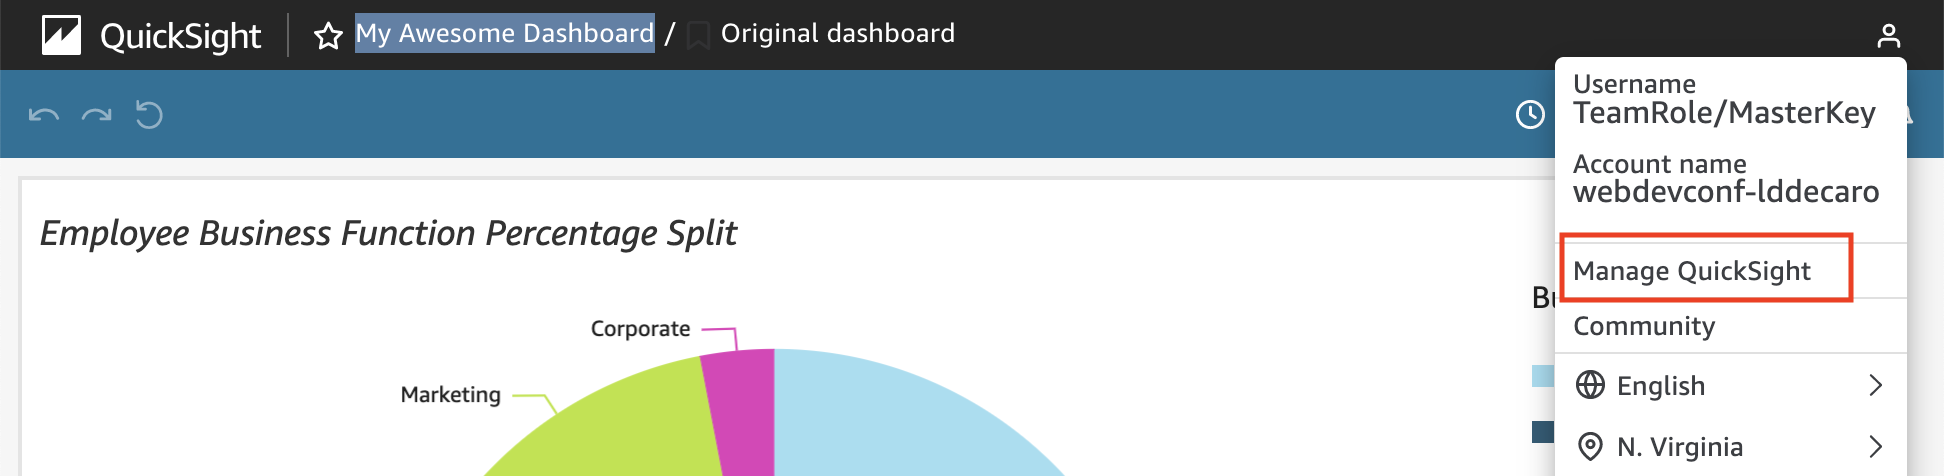 QuickSight
My Awesome Dashboard / Original dashboard
Username
TeamRole/MasterKey
Account name
webdevconf-lddecaro
Employee Business Function Percentage Split
Manage QuickSight
Community
Corporate
Marketing
English
N. Virginia